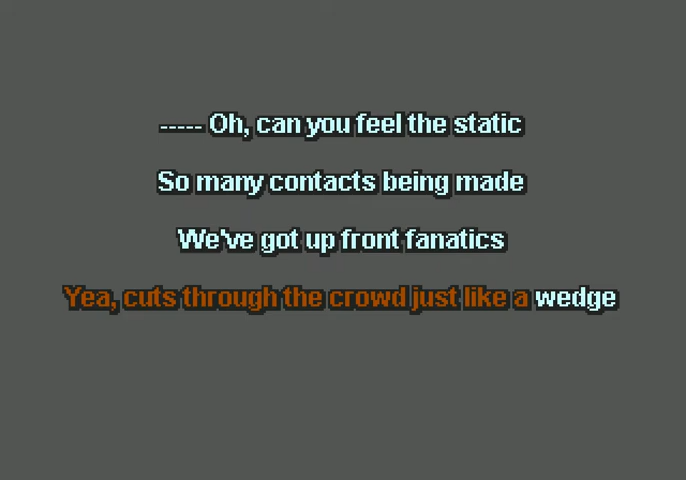 ----- Oh, can you feel the static
So many contacts being made
We've got up front fanatics
Yea, cuts through the crowd just like a wedge